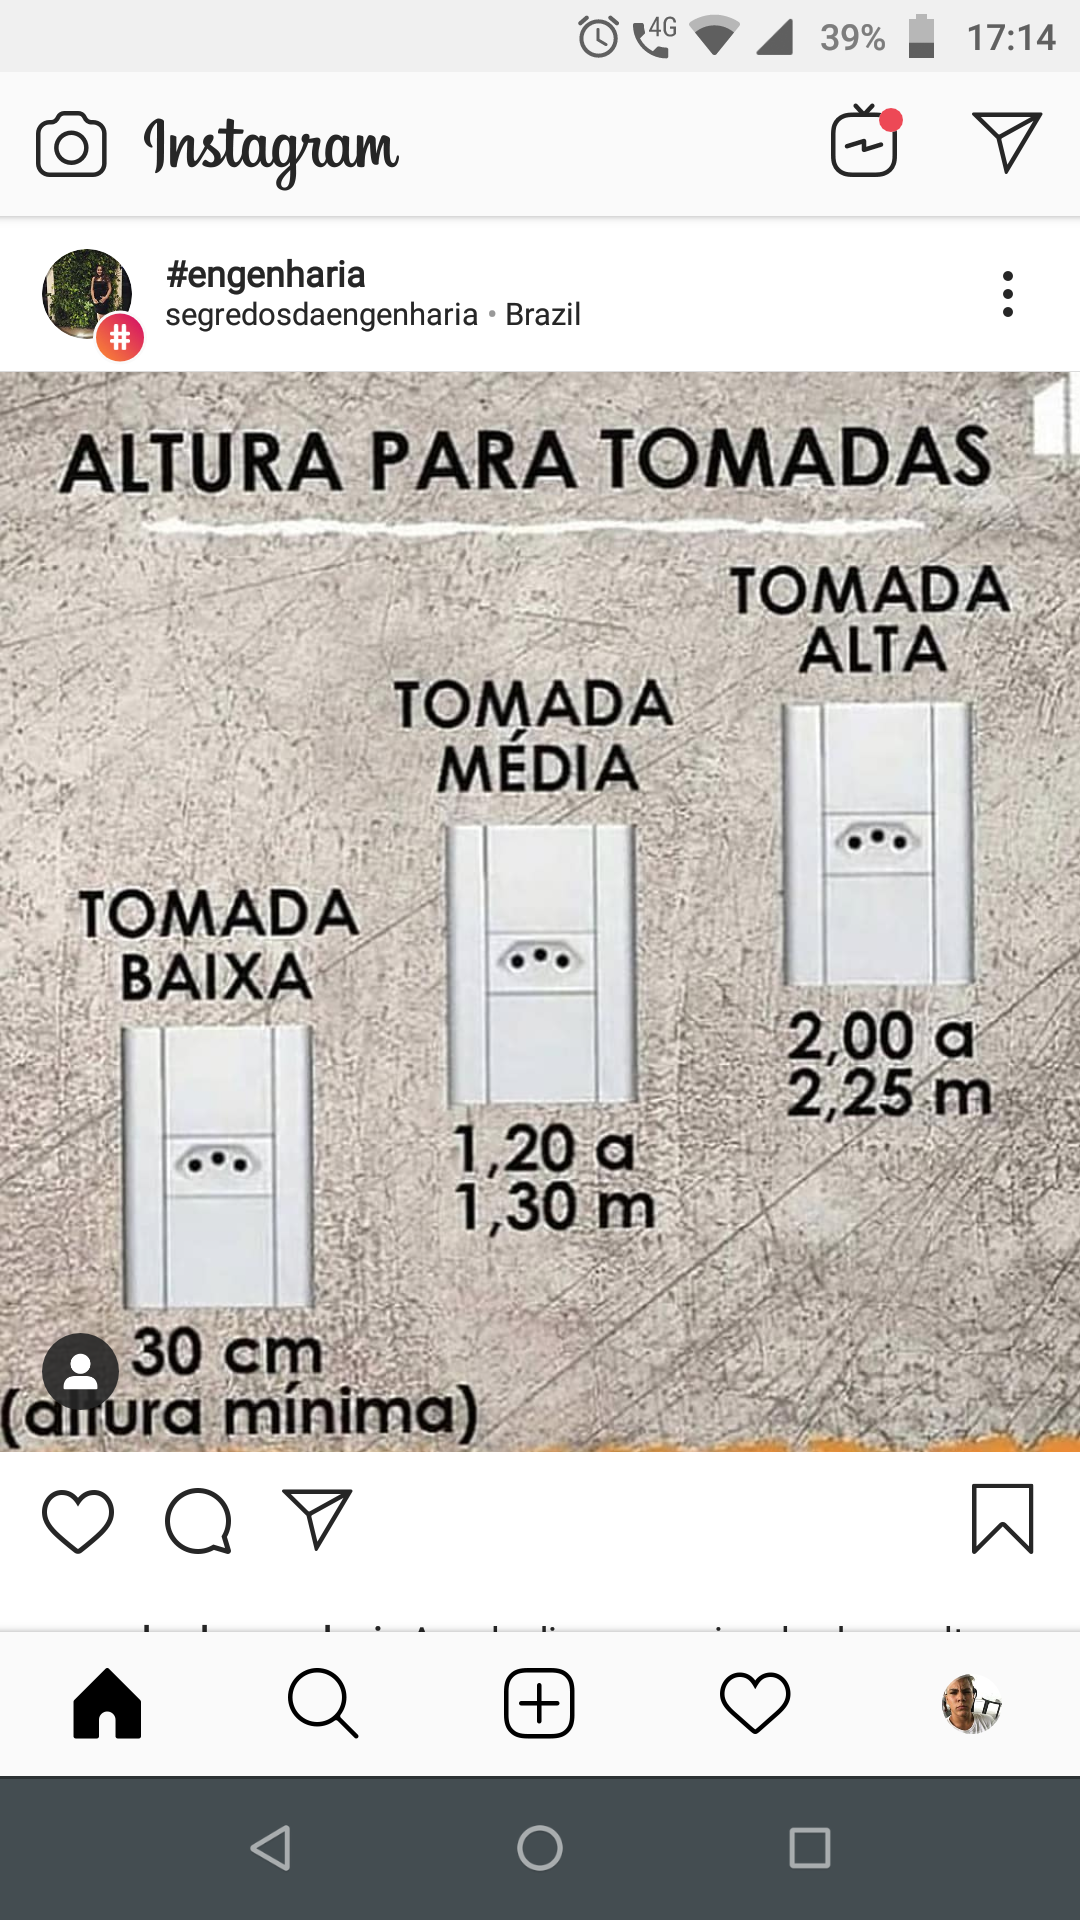 4G 39% 17:14
Instagram
#engenharia
segredosdaengenharia • Brazil
ALTURA PARA TOMADAS
TOMADA
ALTA
TOMADA
MÉDIA
TOMADA
BAIXA
2,00 a
2,25 m
1,20 a
1,30 m
30 cm
(altura mínima)